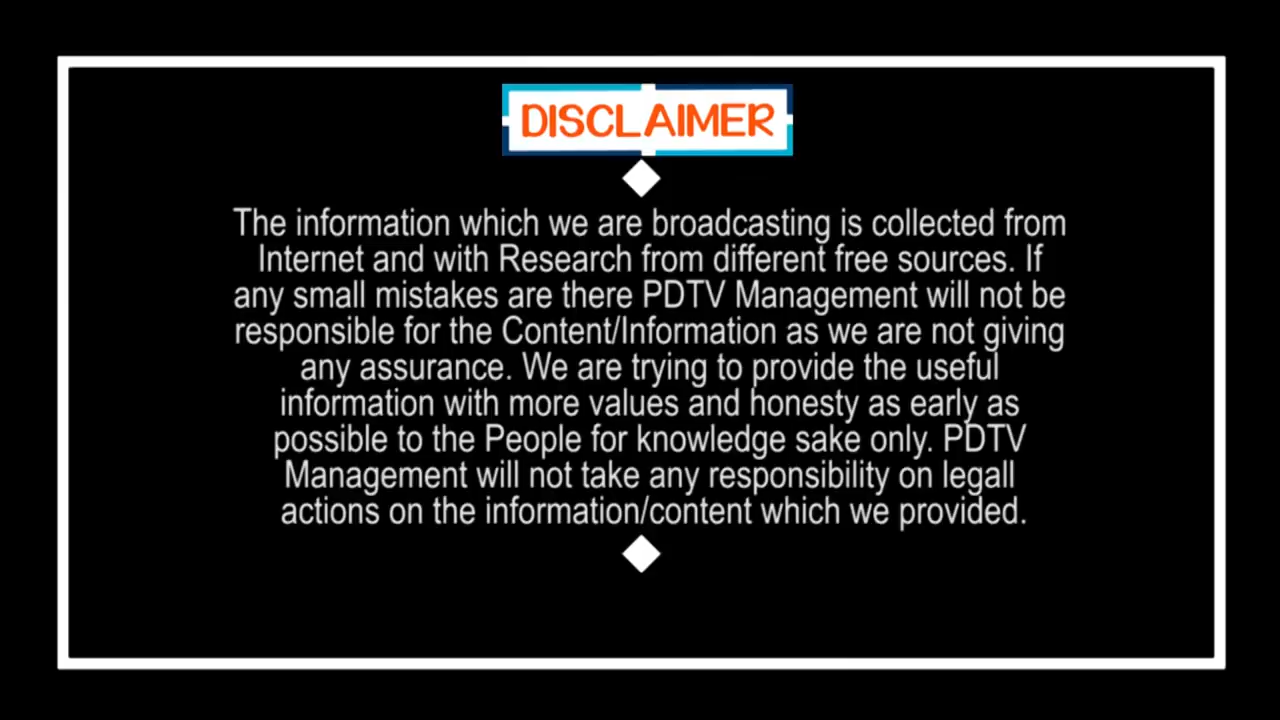 DISCLAIMER
The information which we are broadcasting is collected from
Internet and with Research from different free sources. If
any small mistakes are there PDTV Management will not be
responsible for the Content/Information as we are not giving
any assurance. We are trying to provide the useful
information with more values and honesty as early as
possible to the People for knowledge sake only. PDTV
Management will not take any responsibility on legall
actions on the information/content which we provided.